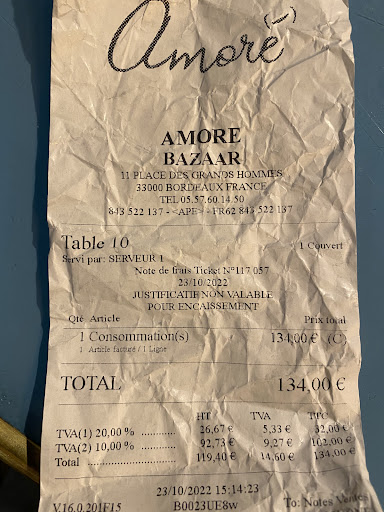 Amoré
AMORE
BAZAAR
11 PLACE DES GRANDS HOMMES
33000 BORDEAUX FRANCE
TEL 05.57.60.14.50
843 522 137 - <APE> - FR62 843 522 137
Table 10 1 Couvert
Servi par: SERVEUR 1
Note de frais Ticket N°117 057
23/10/2022
JUSTIFICATIF NON VALABLE
POUR ENCAISSEMENT
Qté Article Prix total
1 Consommation(s) 134,00 € (C)
1 Article facturé / 1 Ligne
TOTAL 134,00 €
HT TVA TTC
TVA(1) 20,00 % ............ 26,67 € 5,33 € 32,00 €
TVA(2) 10,00 % ............ 92,73 € 9,27 € 102,00 €
Total ........................ 119,40 € 14,60 € 134,00 €
23/10/2022 15:14:23
V.16.0.201F15 B0023UE8w To: Notes Ventes